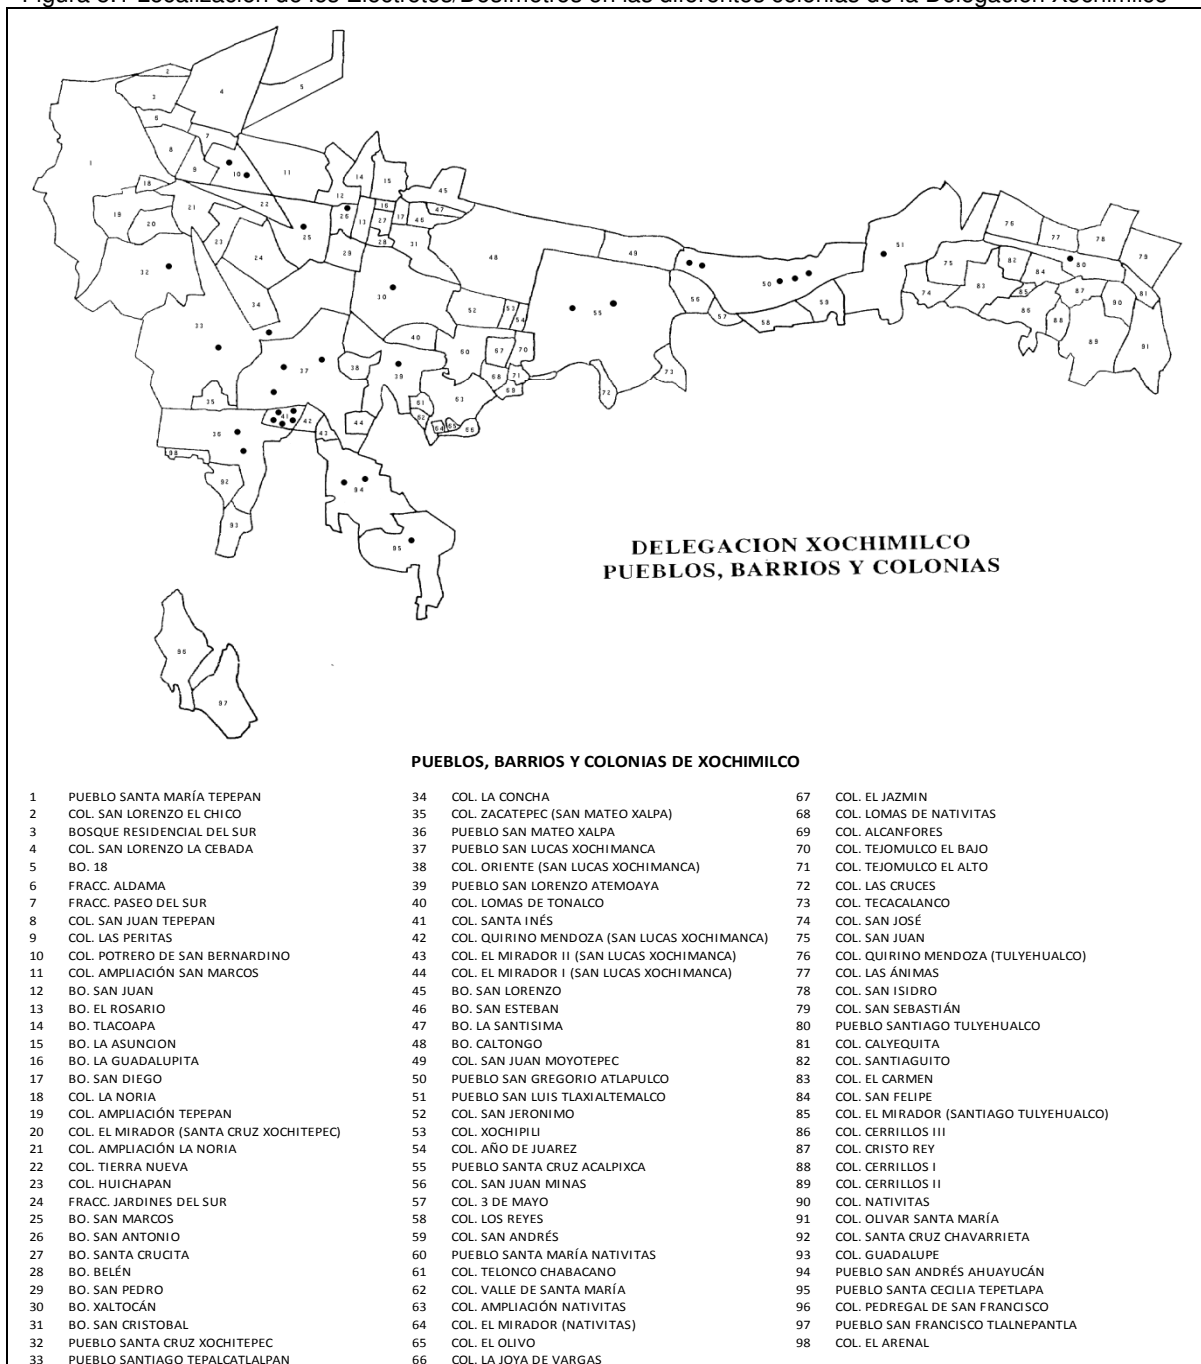 Figura 3.1 Localización de los Electretos/Dosímetros en las diferentes colonias de la Delegación Xochimilco
DELEGACION XOCHIMILCO
PUEBLOS, BARRIOS Y COLONIAS
PUEBLOS, BARRIOS Y COLONIAS DE XOCHIMILCO
1 PUEBLO SANTA MARÍA TEPEPAN
2 COL. SAN LORENZO EL CHICO
3 BOSQUE RESIDENCIAL DEL SUR
4 COL. SAN LORENZO LA CEBADA
5 BO. 18
6 FRACC. ALDAMA
7 FRACC. PASEO DEL SUR
8 COL. SAN JUAN TEPEPAN
9 COL. LAS PERITAS
10 COL. POTRERO DE SAN BERNARDINO
11 COL. AMPLIACIÓN SAN MARCOS
12 BO. SAN JUAN
13 BO. EL ROSARIO
14 BO. TLACOAPA
15 BO. LA ASUNCION
16 BO. LA GUADALUPITA
17 BO. SAN DIEGO
18 COL. LA NORIA
19 COL. AMPLIACIÓN TEPEPAN
20 COL. EL MIRADOR (SANTA CRUZ XOCHITEPEC)
21 COL. AMPLIACIÓN LA NORIA
22 COL. TIERRA NUEVA
23 COL. HUICHAPAN
24 FRACC. JARDINES DEL SUR
25 BO. SAN MARCOS
26 BO. SAN ANTONIO
27 BO. SANTA CRUCITA
28 BO. BELÉN
29 BO. SAN PEDRO
30 BO. XALTOCÁN
31 BO. SAN CRISTOBAL
32 PUEBLO SANTA CRUZ XOCHITEPEC
33 PUEBLO SANTIAGO TEPALCATLALPAN
34 COL. LA CONCHA
35 COL. ZACATEPEC (SAN MATEO XALPA)
36 PUEBLO SAN MATEO XALPA
37 PUEBLO SAN LUCAS XOCHIMANCA
38 COL. ORIENTE (SAN LUCAS XOCHIMANCA)
39 PUEBLO SAN LORENZO ATEMOAYA
40 COL. LOMAS DE TONALCO
41 COL. SANTA INÉS
42 COL. QUIRINO MENDOZA (SAN LUCAS XOCHIMANCA)
43 COL. EL MIRADOR II (SAN LUCAS XOCHIMANCA)
44 COL. EL MIRADOR I (SAN LUCAS XOCHIMANCA)
45 BO. SAN LORENZO
46 BO. SAN ESTEBAN
47 BO. LA SANTISIMA
48 BO. CALTONGO
49 COL. SAN JUAN MOYOTEPEC
50 PUEBLO SAN GREGORIO ATLAPULCO
51 PUEBLO SAN LUIS TLAXIALTEMALCO
52 COL. SAN JERONIMO
53 COL. XOCHIPILI
54 COL. AÑO DE JUAREZ
55 PUEBLO SANTA CRUZ ACALPIXCA
56 COL. SAN JUAN MINAS
57 COL. 3 DE MAYO
58 COL. LOS REYES
59 COL. SAN ANDRÉS
60 PUEBLO SANTA MARÍA NATIVITAS
61 COL. TELONCO CHABACANO
62 COL. VALLE DE SANTA MARÍA
63 COL. AMPLIACIÓN NATIVITAS
64 COL. EL MIRADOR (NATIVITAS)
65 COL. EL OLIVO
66 COL. LA JOYA DE VARGAS
67 COL. EL JAZMIN
68 COL. LOMAS DE NATIVITAS
69 COL. ALCANFORES
70 COL. TEJOMULCO EL BAJO
71 COL. TEJOMULCO EL ALTO
72 COL. LAS CRUCES
73 COL. TECACALANCO
74 COL. SAN JOSÉ
75 COL. SAN JUAN
76 COL. QUIRINO MENDOZA (TULYEHUALCO)
77 COL. LAS ÁNIMAS
78 COL. SAN ISIDRO
79 COL. SAN SEBASTIÁN
80 PUEBLO SANTIAGO TULYEHUALCO
81 COL. CALYEQUITA
82 COL. SANTIAGUITO
83 COL. EL CARMEN
84 COL. SAN FELIPE
85 COL. EL MIRADOR (SANTIAGO TULYEHUALCO)
86 COL. CERRILLOS III
87 COL. CRISTO REY
88 COL. CERRILLOS I
89 COL. CERRILLOS II
90 COL. NATIVITAS
91 COL. OLIVAR SANTA MARÍA
92 COL. SANTA CRUZ CHAVARRIETA
93 COL. GUADALUPE
94 PUEBLO SAN ANDRÉS AHUAYUCÁN
95 PUEBLO SANTA CECILIA TEPETLAPA
96 COL. PEDREGAL DE SAN FRANCISCO
97 PUEBLO SAN FRANCISCO TLALNEPANTLA
98 COL. EL ARENAL